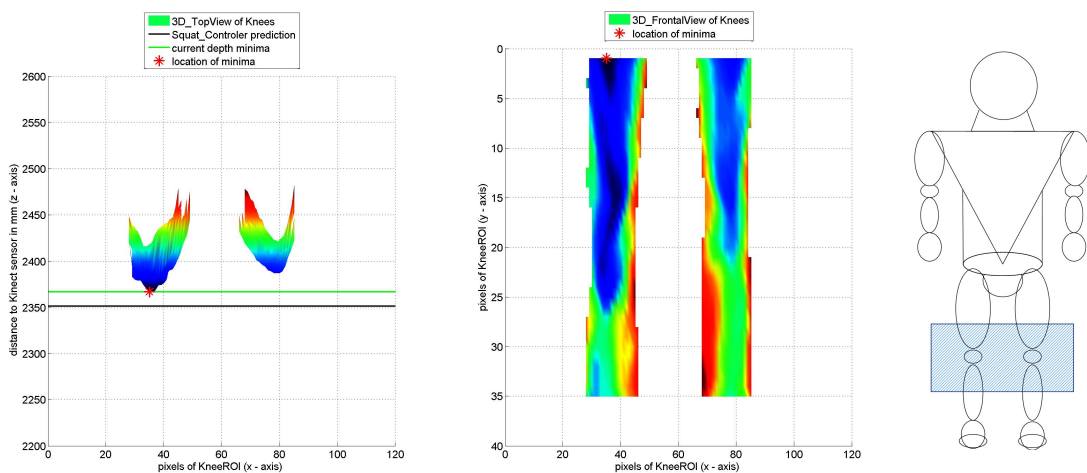 3D_TopView of Knees
Squat_Controler prediction
current depth minima
location of minima
distance to Kinect sensor in mm (z - axis)
2600
2550
2500
2450
2400
2350
2300
2250
2200
0 20 40 60 80 100 120
pixels of KneeROI (x - axis)
3D_FrontalView of Knees
location of minima
pixels of KneeROI (y - axis)
0
5
10
15
20
25
30
35
40
0 20 40 60 80 100 120
pixels of KneeROI (x - axis)